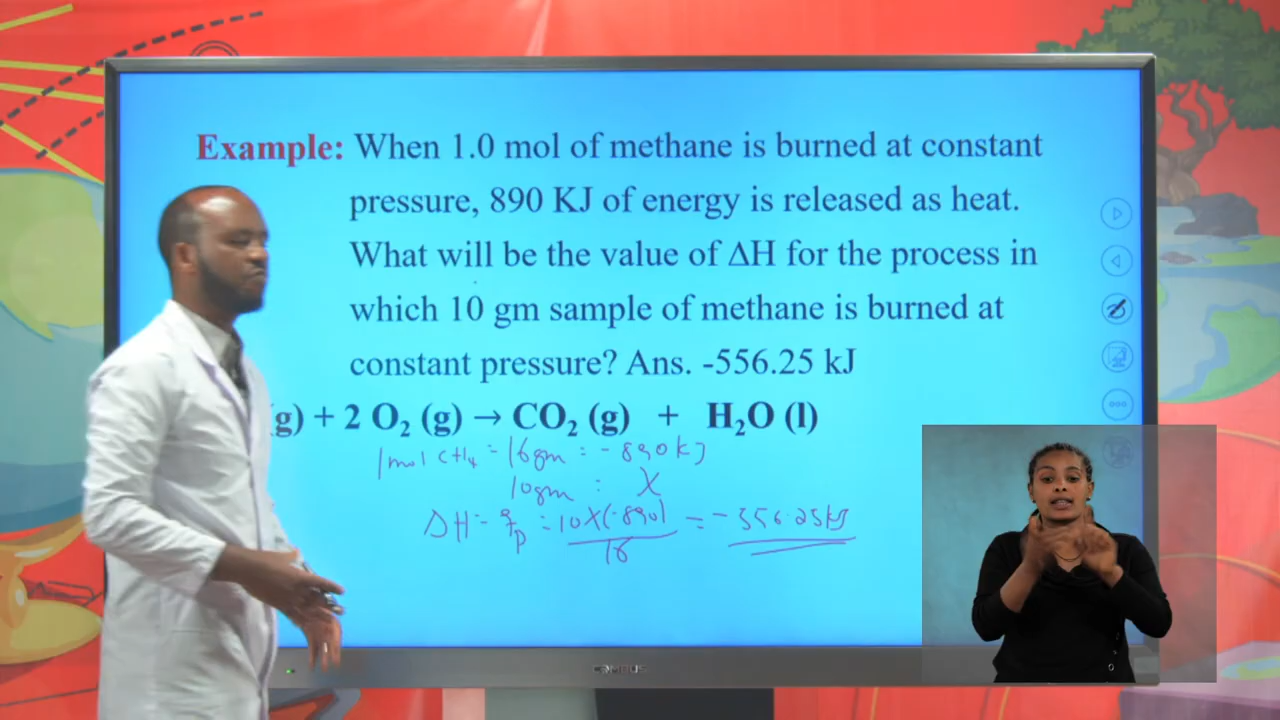 Example: When 1.0 mol of methane is burned at constant
pressure, 890 KJ of energy is released as heat.
What will be the value of ΔH for the process in
which 10 gm sample of methane is burned at
constant pressure? Ans. -556.25 kJ
g) + 2 O₂ (g) → CO₂ (g) + H₂O (l)
1mol CH₄ = 16gm : -890kJ
10gm : X
ΔH = qₚ = 10X(-890) / 16 = -556.25kJ